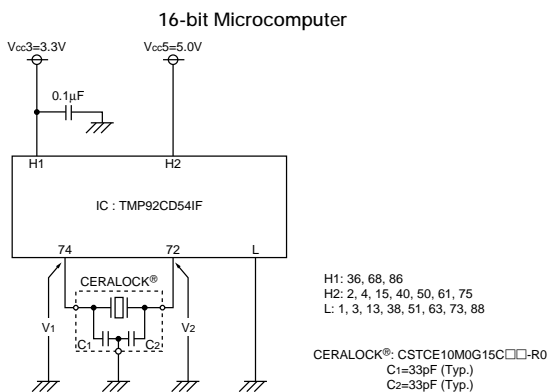 16-bit Microcomputer
Vcc3=3.3V
Vcc5=5.0V
0.1μF
H1
H2
IC : TMP92CD54IF
74
72
L
CERALOCK®
V1
C1
C2
V2
H1: 36, 68, 86
H2: 2, 4, 15, 40, 50, 61, 75
L: 1, 3, 13, 38, 51, 63, 73, 88
CERALOCK®: CSTCE10M0G15C□□-R0
C1=33pF (Typ.)
C2=33pF (Typ.)